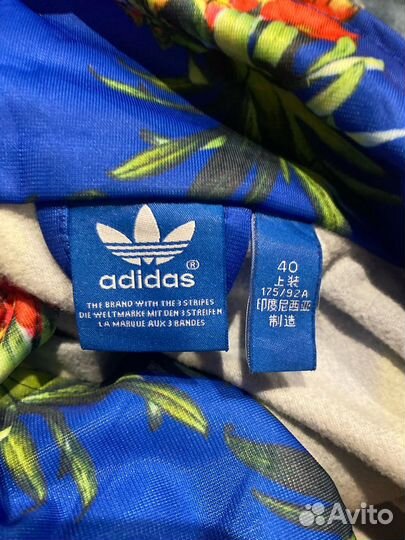 adidas®
THE BRAND WITH THE 3 STRIPES
DIE WELTMARKE MIT DEN 3 STREIFEN
LA MARQUE AUX 3 BANDES
40
上装
175/92A
印度尼西亚
制造
Avito